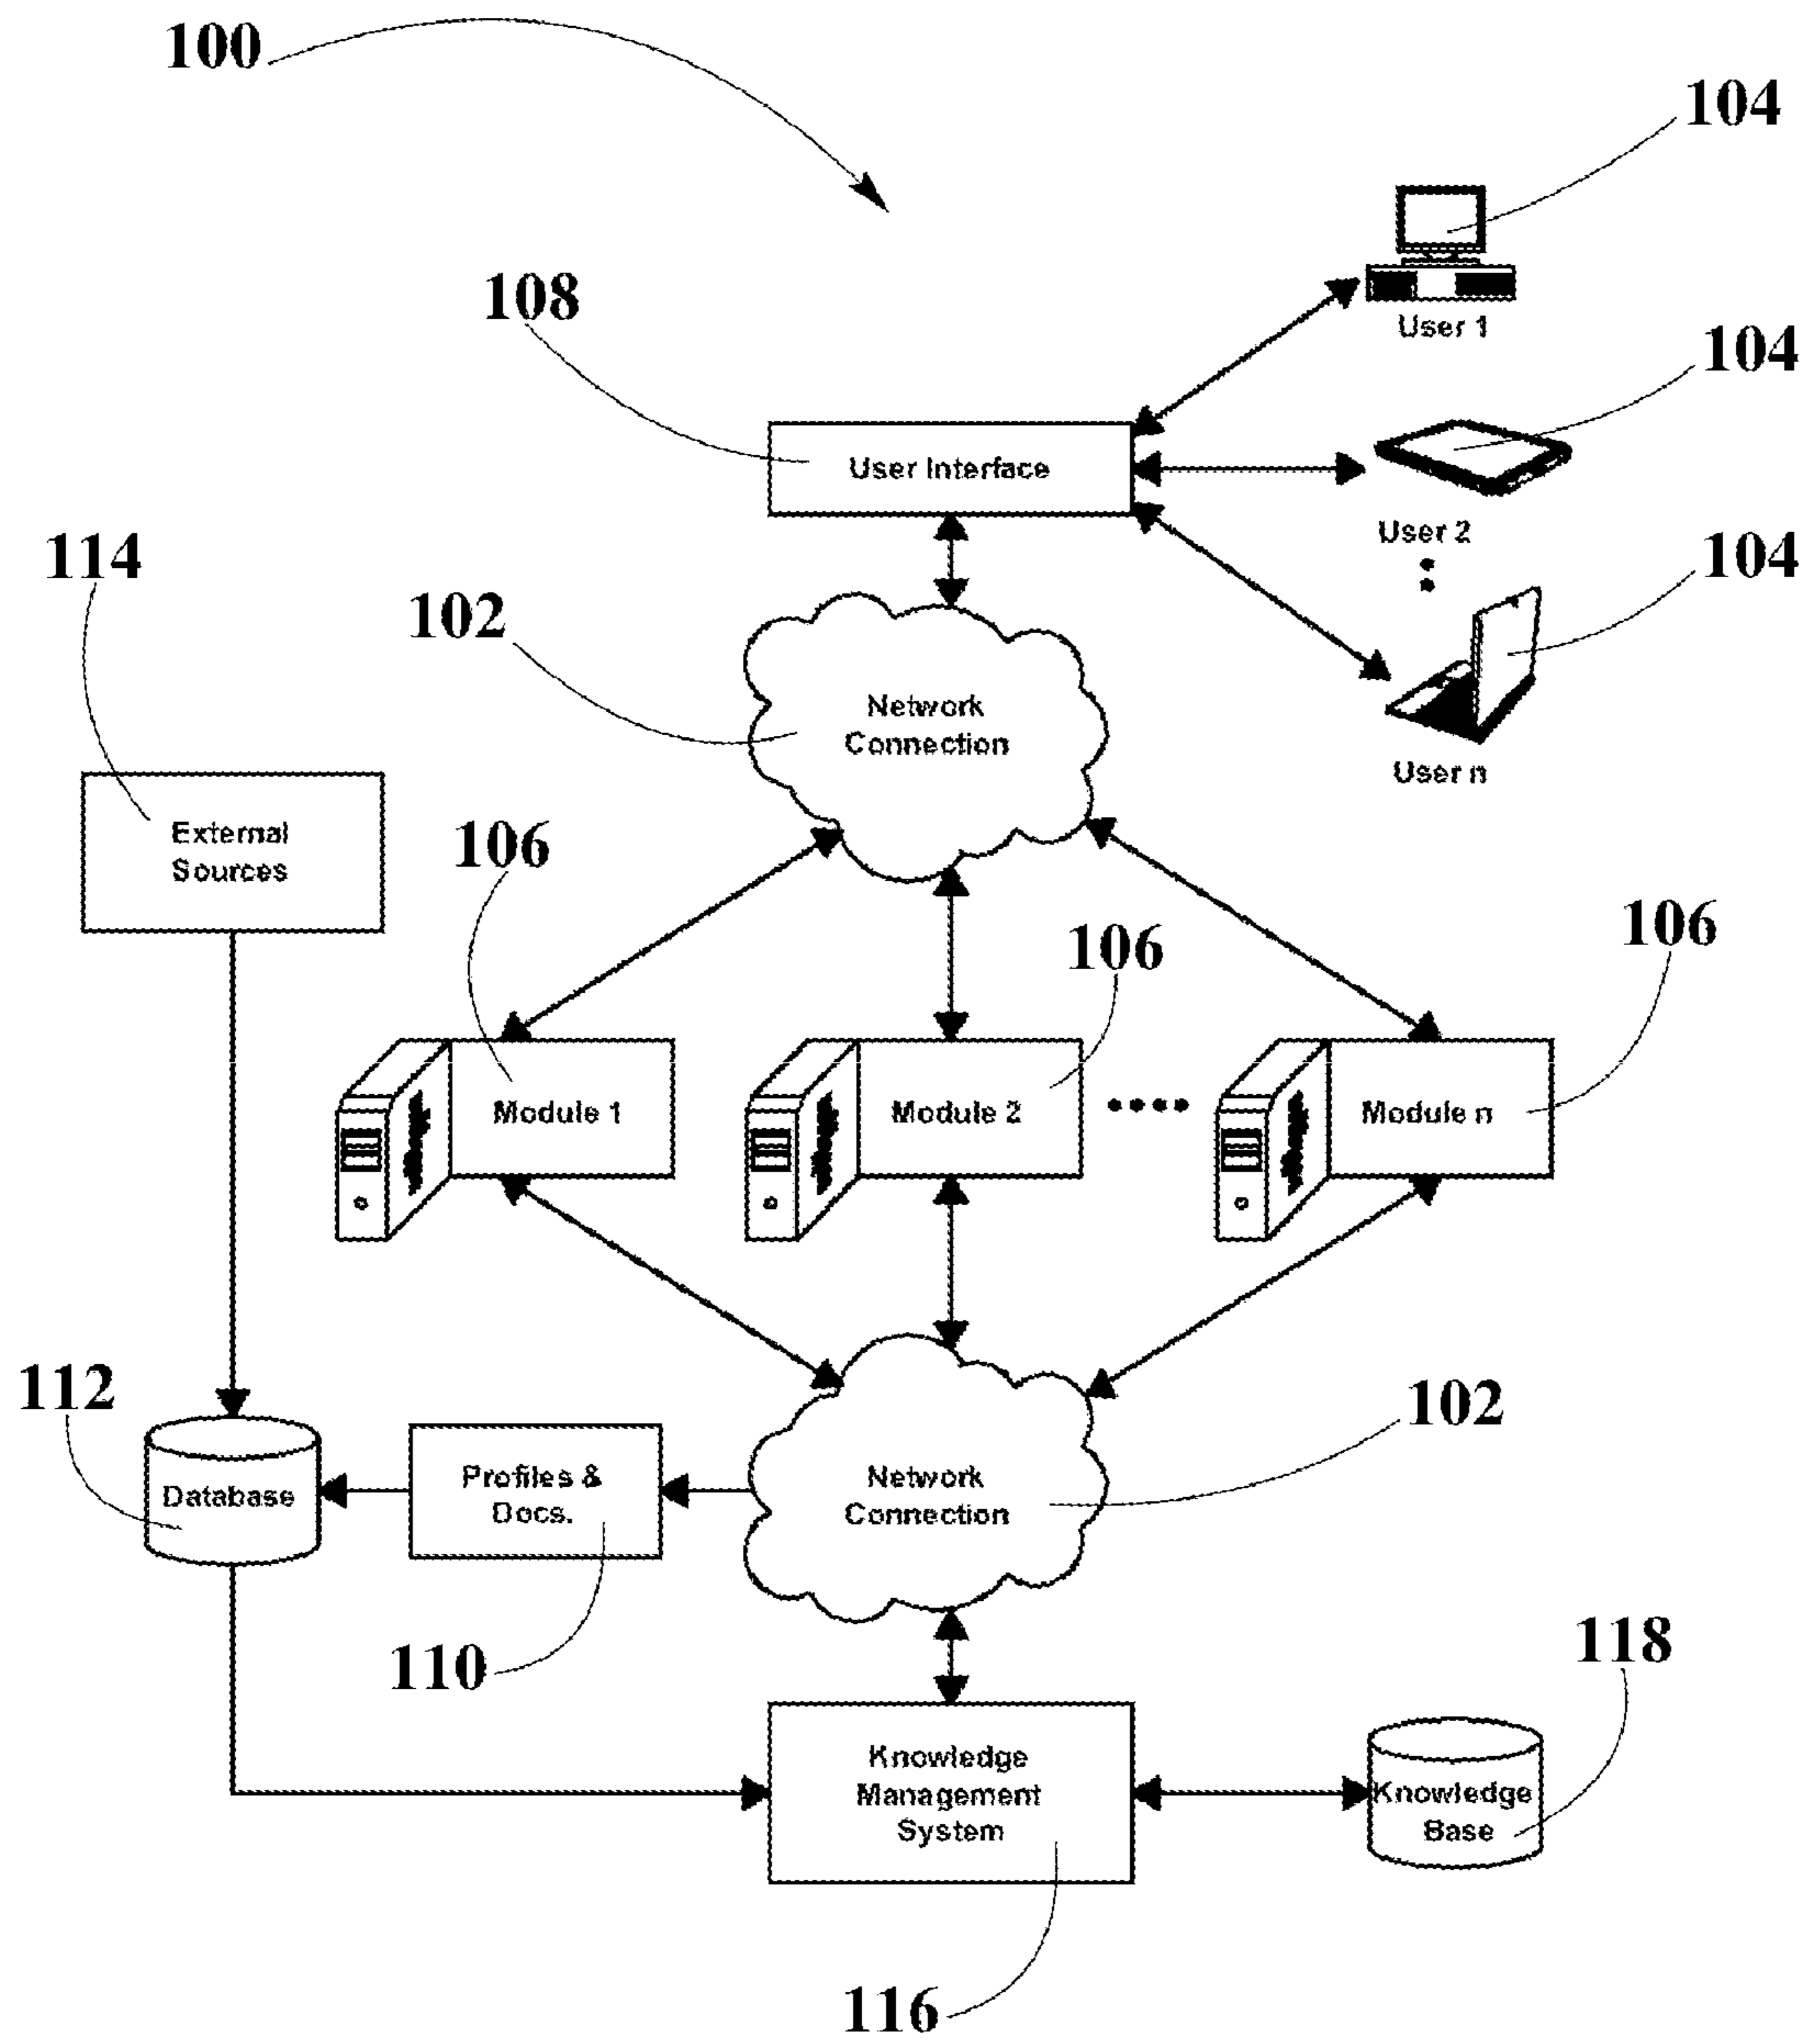 100
104
User 1
108
104
User Interface
User 2
114
104
102
Network
Connection
User n
External
Sources
106
106
106
Module 1
Module 2
Module n
112
102
Database
Profiles &
Docs.
Network
Connection
110
118
Knowledge
Management
System
Knowledge
Base
116